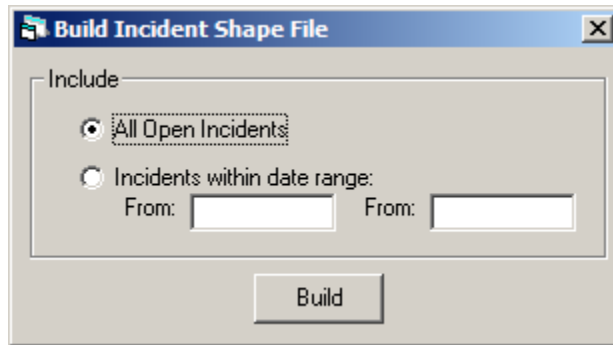 Build Incident Shape File
Include
All Open Incidents
Incidents within date range:
From: From:
Build